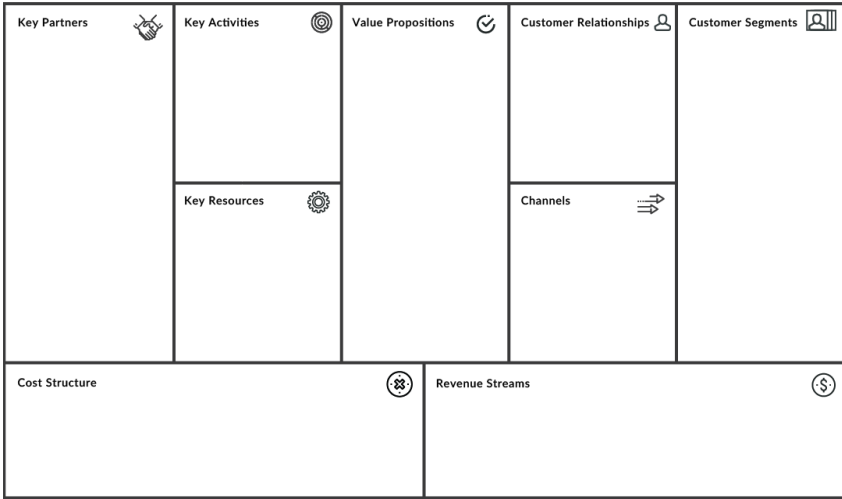 Key Partners
Key Activities
Value Propositions
Customer Relationships
Customer Segments
Key Resources
Channels
Cost Structure
Revenue Streams